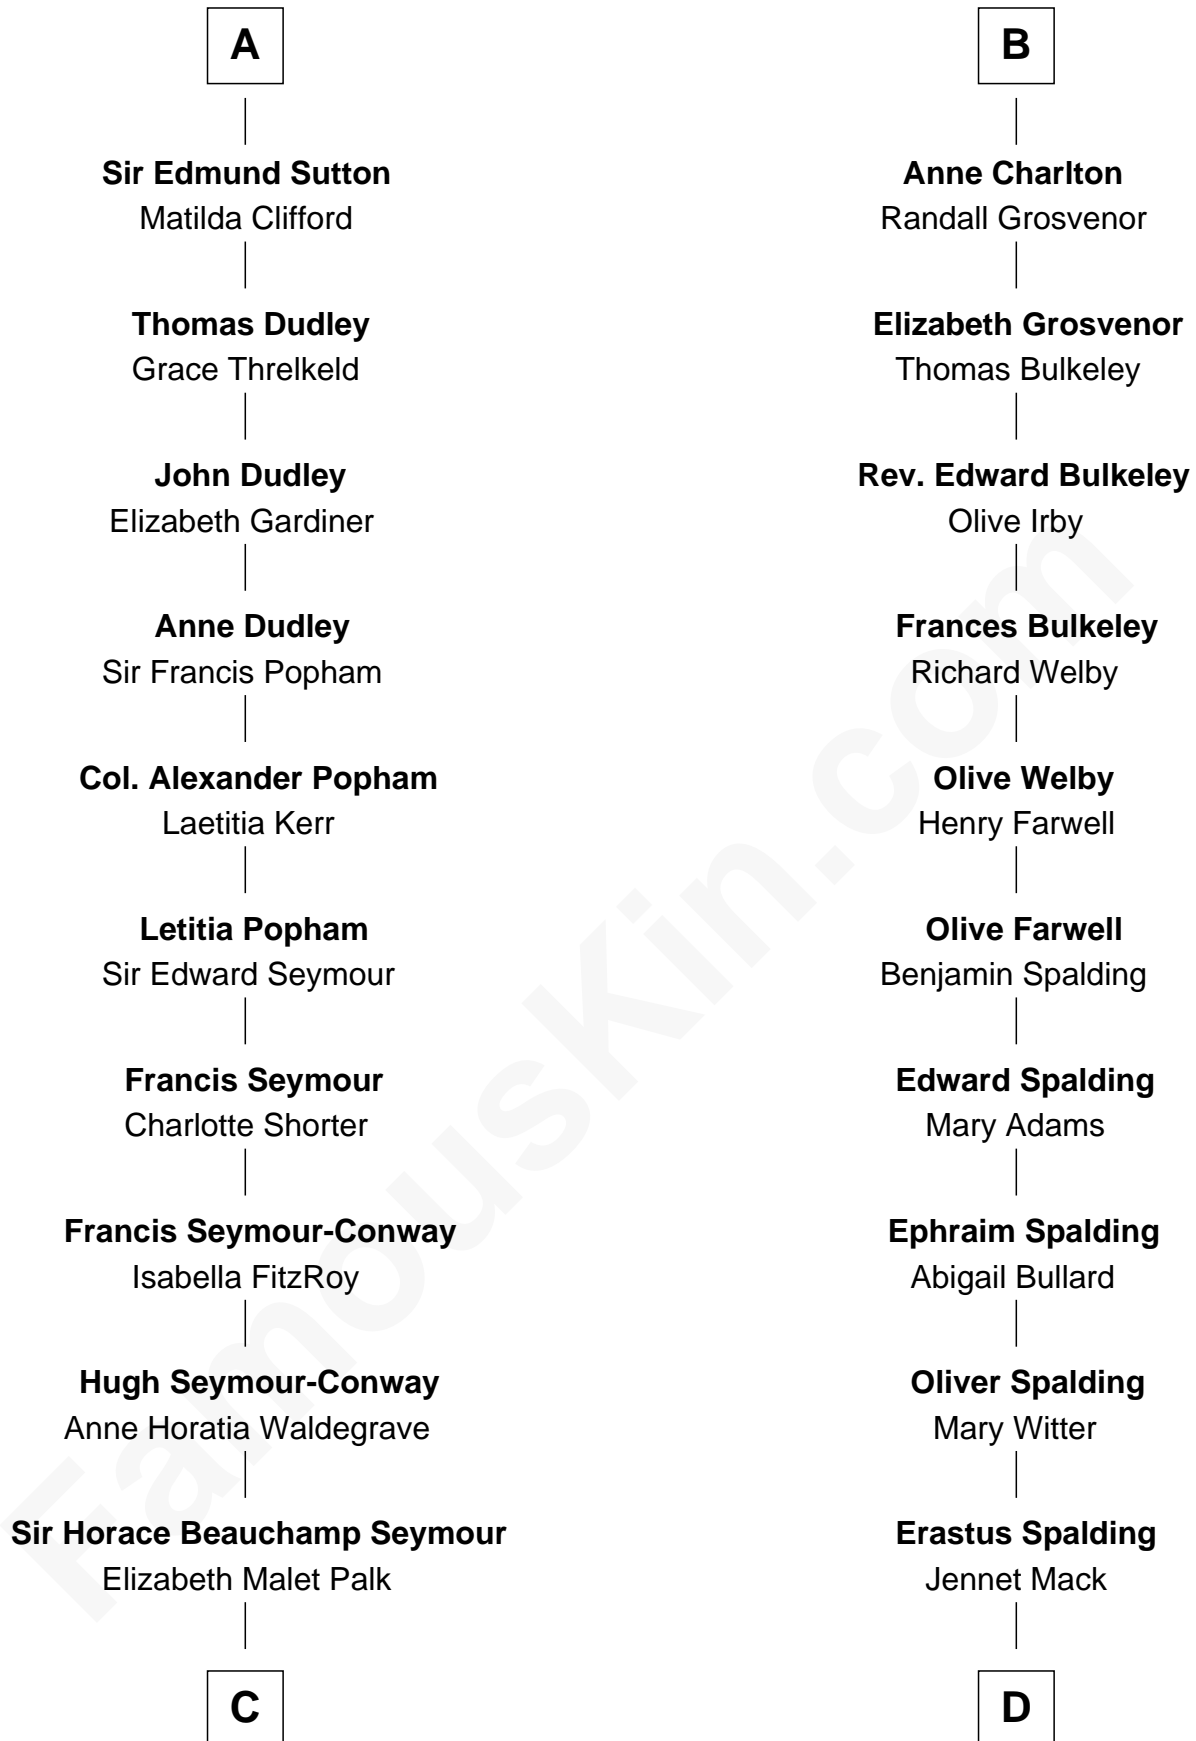 A
Sir Edmund Sutton
Matilda Clifford
Thomas Dudley
Grace Threlkeld
John Dudley
Elizabeth Gardiner
Anne Dudley
Sir Francis Popham
Col. Alexander Popham
Laetitia Kerr
Letitia Popham
Sir Edward Seymour
Francis Seymour
Charlotte Shorter
Francis Seymour-Conway
Isabella FitzRoy
Hugh Seymour-Conway
Anne Horatia Waldegrave
Sir Horace Beauchamp Seymour
Elizabeth Malet Palk
C
B
Anne Charlton
Randall Grosvenor
Elizabeth Grosvenor
Thomas Bulkeley
Rev. Edward Bulkeley
Olive Irby
Frances Bulkeley
Richard Welby
Olive Welby
Henry Farwell
Olive Farwell
Benjamin Spalding
Edward Spalding
Mary Adams
Ephraim Spalding
Abigail Bullard
Oliver Spalding
Mary Witter
Erastus Spalding
Jennet Mack
D
FamousKin.com